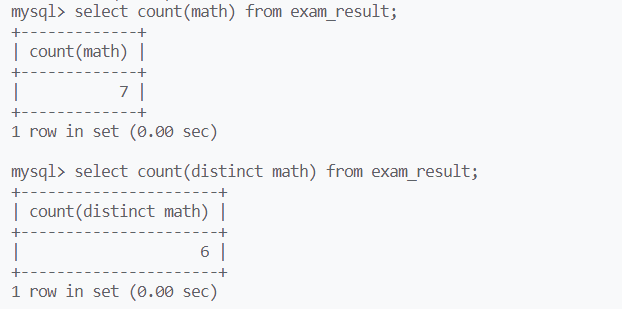 mysql> select count(math) from exam_result;
+-------------+
| count(math) |
+-------------+
|           7 |
+-------------+
1 row in set (0.00 sec)

mysql> select count(distinct math) from exam_result;
+----------------------+
| count(distinct math) |
+----------------------+
|                    6 |
+----------------------+
1 row in set (0.00 sec)